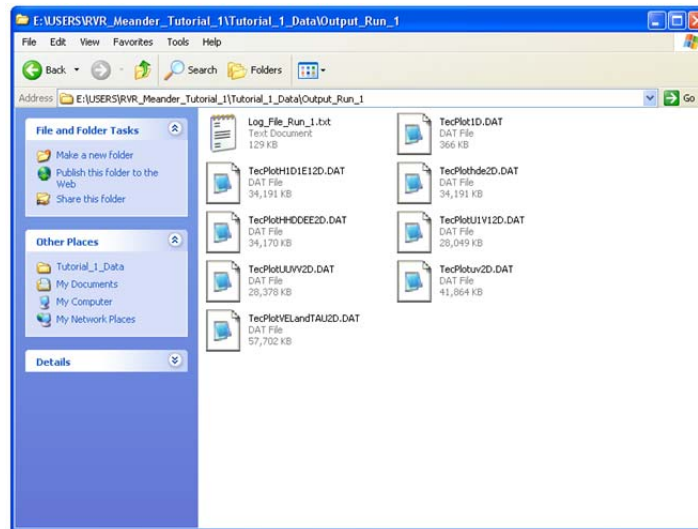 E:\USERS\RVR_Meander_Tutorial_1\Tutorial_1_Data\Output_Run_1
File Edit View Favorites Tools Help
Back Search Folders
Address E:\USERS\RVR_Meander_Tutorial_1\Tutorial_1_Data\Output_Run_1 Go
File and Folder Tasks
Make a new folder
Publish this folder to the
Web
Share this folder
Other Places
Tutorial_1_Data
My Documents
My Computer
My Network Places
Details
Log_File_Run_1.txt
Text Document
129 KB
TecPlot1D.DAT
DAT File
366 KB
TecPlotH1D1E12D.DAT
DAT File
34,191 KB
TecPlothde2D.DAT
DAT File
34,191 KB
TecPlotHHDDEE2D.DAT
DAT File
34,170 KB
TecPlotU1V12D.DAT
DAT File
28,049 KB
TecPlotUUVV2D.DAT
DAT File
28,378 KB
TecPlotuv2D.DAT
DAT File
41,864 KB
TecPlotVELandTAU2D.DAT
DAT File
57,702 KB